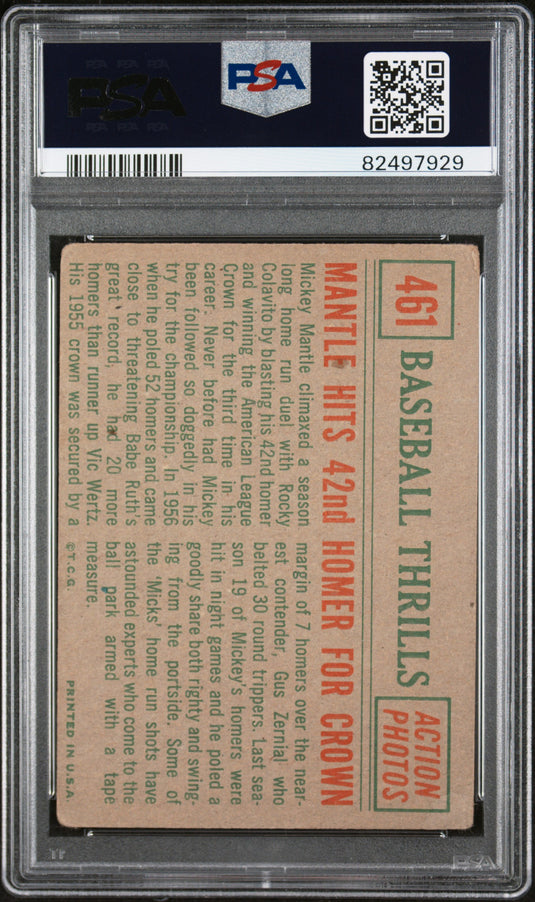 PSA
PSA
82497929
461
BASEBALL THRILLS
ACTION
PHOTOS
MANTLE HITS 42nd HOMER FOR CROWN
Mickey Mantle climaxed a season
long home run duel with Rocky
Colavito by blasting his 42nd homer
and winning the American League
Crown for the third time in his
career. Never before had Mickey
been followed so doggedly in his
try for the championship. In 1956
when he poled 52 homers and came
close to threatening Babe Ruth's
great record, he had 20 more
homers than runner up Vic Wertz.
His 1955 crown was secured by a
margin of 7 homers over the near-
est contender, Gus Zernial who
balted 30 round trippers. Last sea-
son 19 of Mickey's homers were
hit in night games and he poled a
goodly share both righty and swing-
ing from the portside. Some of
the 'Micks' home run shots have
astounded experts who come to the
ball park armed with a tape
measure.
©T.C.G.
PRINTED IN U.S.A
PSA